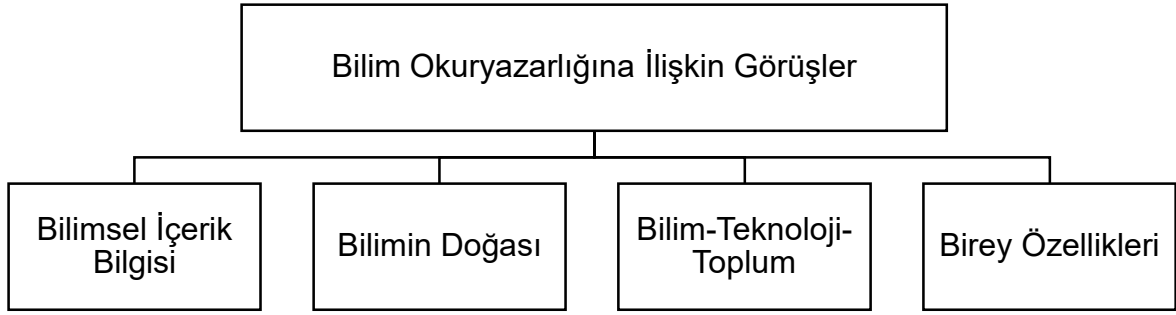 Bilim Okuryazarlığına İlişkin Görüşler
Bilimsel İçerik
Bilgisi
Bilimin Doğası
Bilim-Teknoloji-
Toplum
Birey Özellikleri